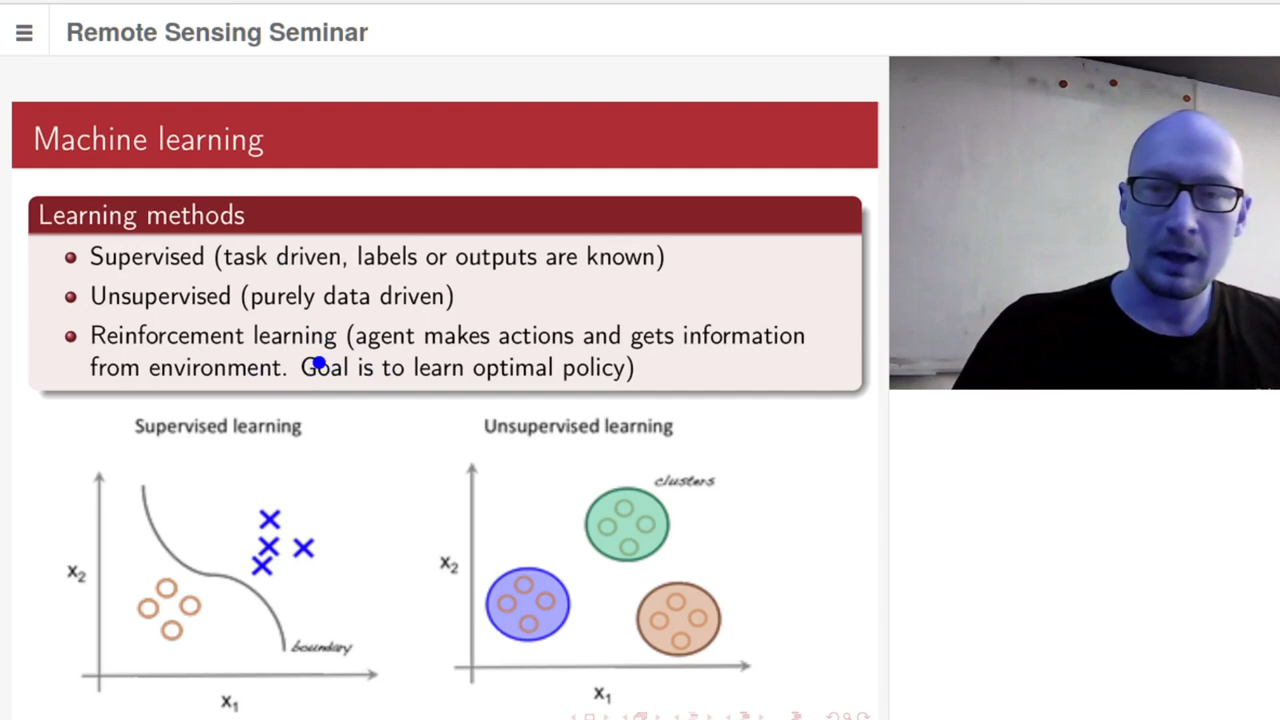 Remote Sensing Seminar
Machine learning
Learning methods
Supervised (task driven, labels or outputs are known)
Unsupervised (purely data driven)
Reinforcement learning (agent makes actions and gets information
from environment. Goal is to learn optimal policy)
Supervised learning
x₂
boundary
x₁
Unsupervised learning
clusters
x₂
x₁